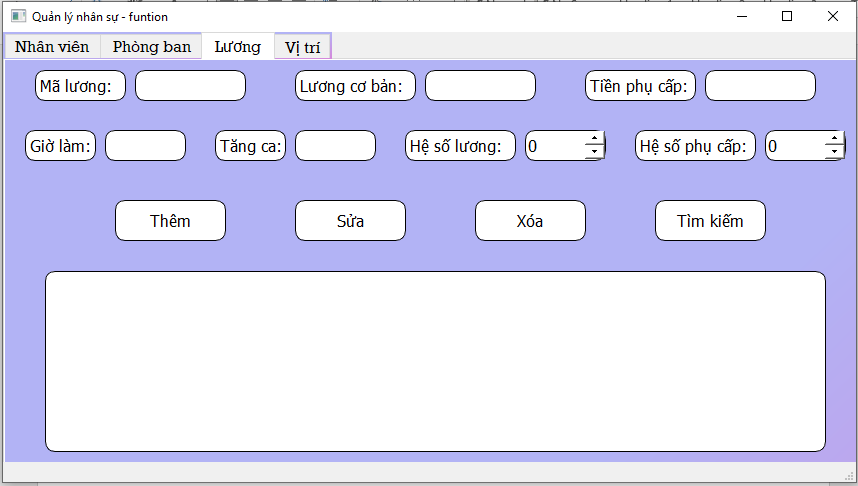 Quản lý nhân sự - funtion
Nhân viên Phòng ban Lương Vị trí
Mã lương: Lương cơ bản: Tiền phụ cấp:
Giờ làm: Tăng ca: Hệ số lương: 0 Hệ số phụ cấp: 0
Thêm Sửa Xóa Tìm kiếm